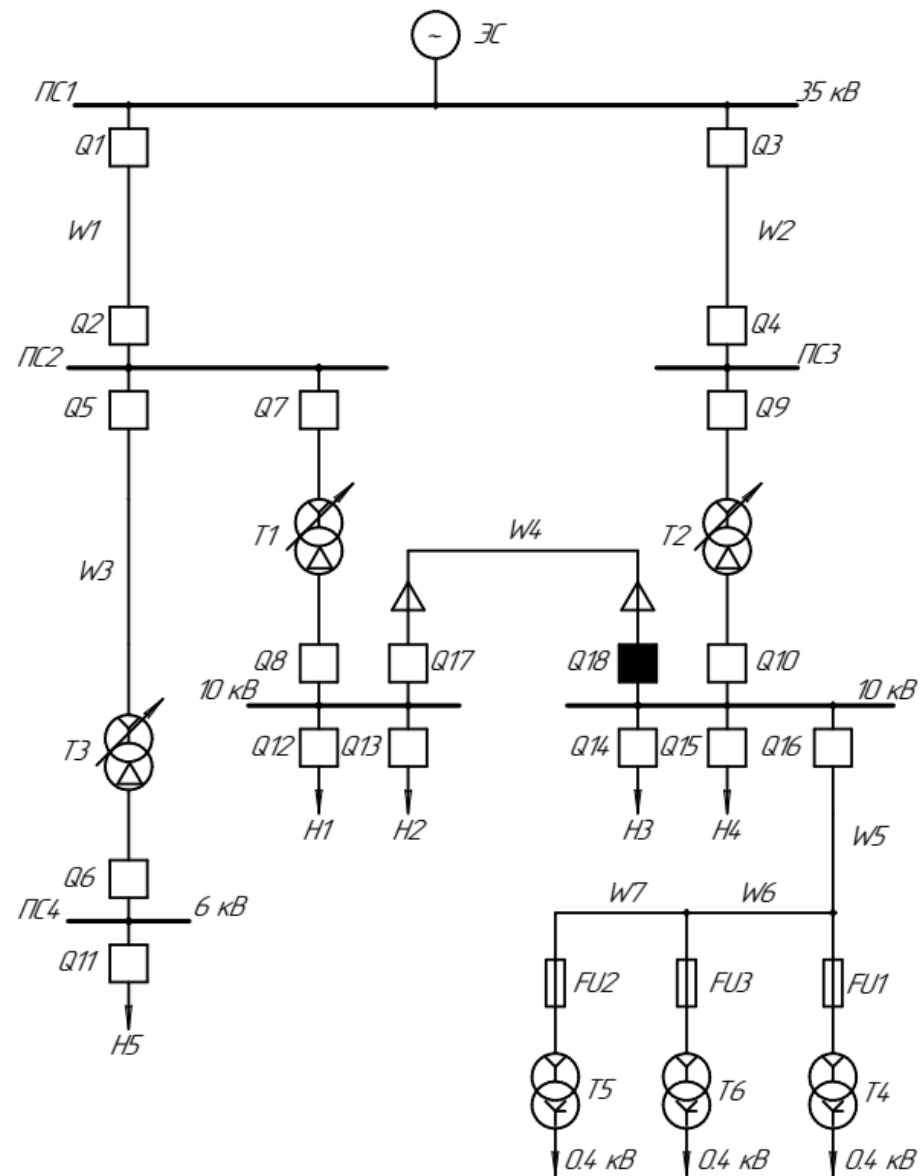 ~ ЭС
ПС1 35 кВ
Q1 Q3
W1 W2
Q2 Q4
ПС2 ПС3
Q5 Q7 Q9
T1 W4 T2
W3
Q8 Q17 Q18 Q10
10 кВ 10 кВ
T3 Q12 Q13 Q14 Q15 Q16
H1 H2 H3 H4
W5
Q6
ПС4 6 кВ W7 W6
Q11 FU2 FU3 FU1
H5
T5 T6 T4
0.4 кВ 0.4 кВ 0.4 кВ